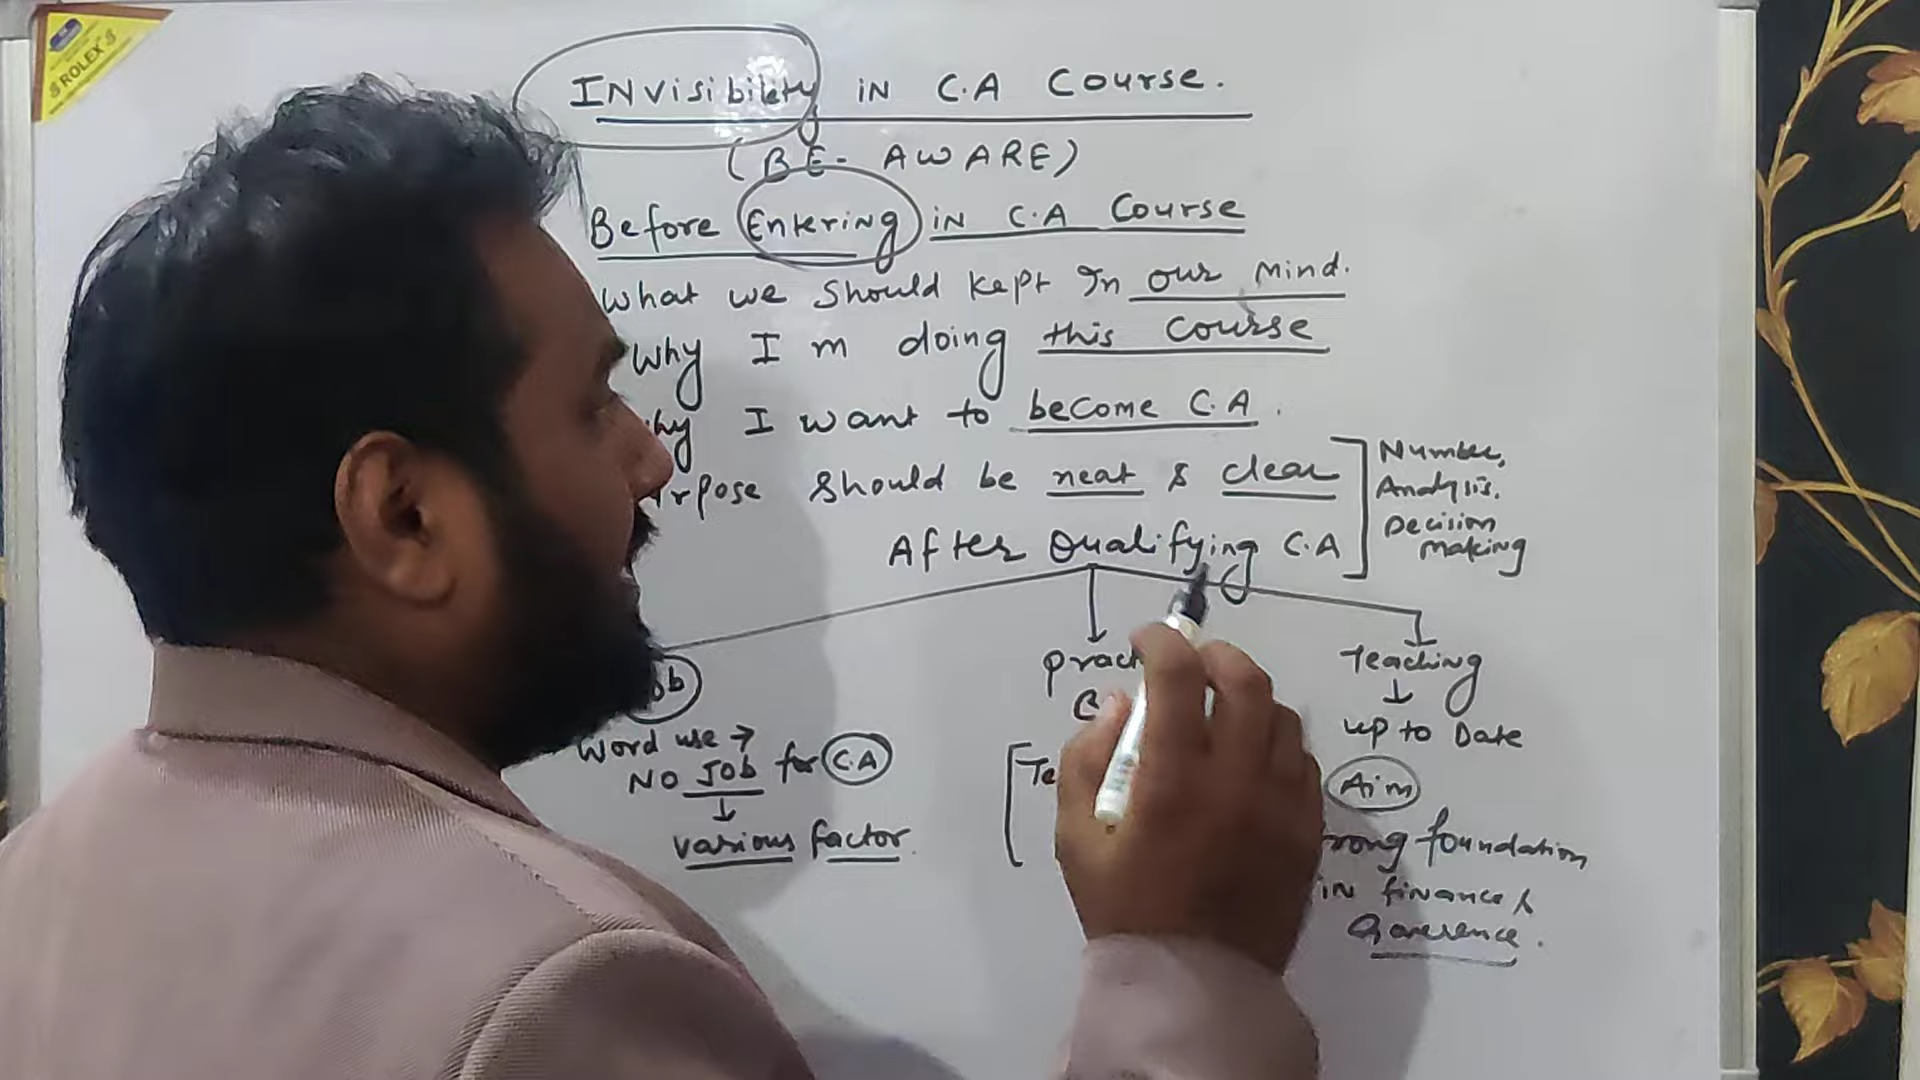 S ROLEX S
INVisibility in C.A Course.
(BE- AWARE)
Before Entering in C.A Course
What we should kept In our mind.
Why I m doing this course
I want to become C.A.
should be neat & clear
Number,
Analysis,
Decision
Making
After Qualifying C.A
Teaching
up to Date
Word use →
No Job for C.A
various factor.
Aim
foundation
in finance &